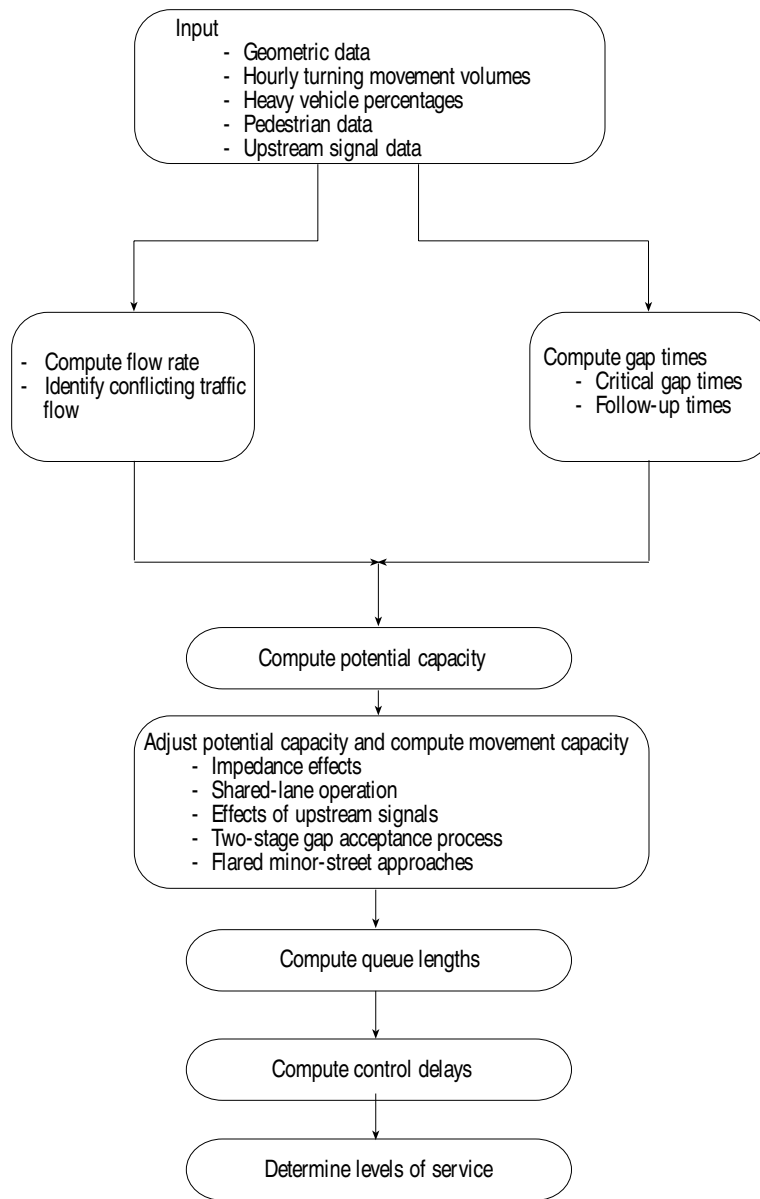 Input
- Geometric data
- Hourly turning movement volumes
- Heavy vehicle percentages
- Pedestrian data
- Upstream signal data
- Compute flow rate
- Identify conflicting traffic
flow
Compute gap times
- Critical gap times
- Follow-up times
Compute potential capacity
Adjust potential capacity and compute movement capacity
- Impedance effects
- Shared-lane operation
- Effects of upstream signals
- Two-stage gap acceptance process
- Flared minor-street approaches
Compute queue lengths
Compute control delays
Determine levels of service